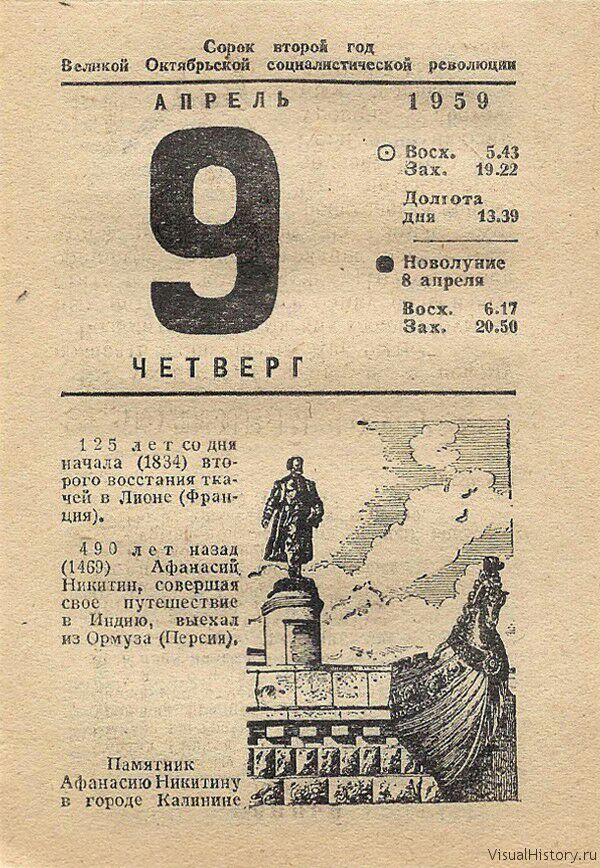 Сорок второй год
Великой Октябрьской социалистической революции
АПРЕЛЬ 1959
9
ЧЕТВЕРГ
Восх. 5.43
Зах. 19.22
Долгота
дня 13.39
Новолуние
8 апреля
Восх. 6.17
Зах. 20.50
125 лет со дня
начала (1834) вто-
рого восстания тка-
чей в Лионе (Фран-
ция).
490 лет назад
(1469) Афанасий
Никитин, совершая
свое путешествие
в Индию, выехал
из Ормуза (Персия).
Памятник
Афанасию Никитину
в городе Калинине
VisualHistory.ru